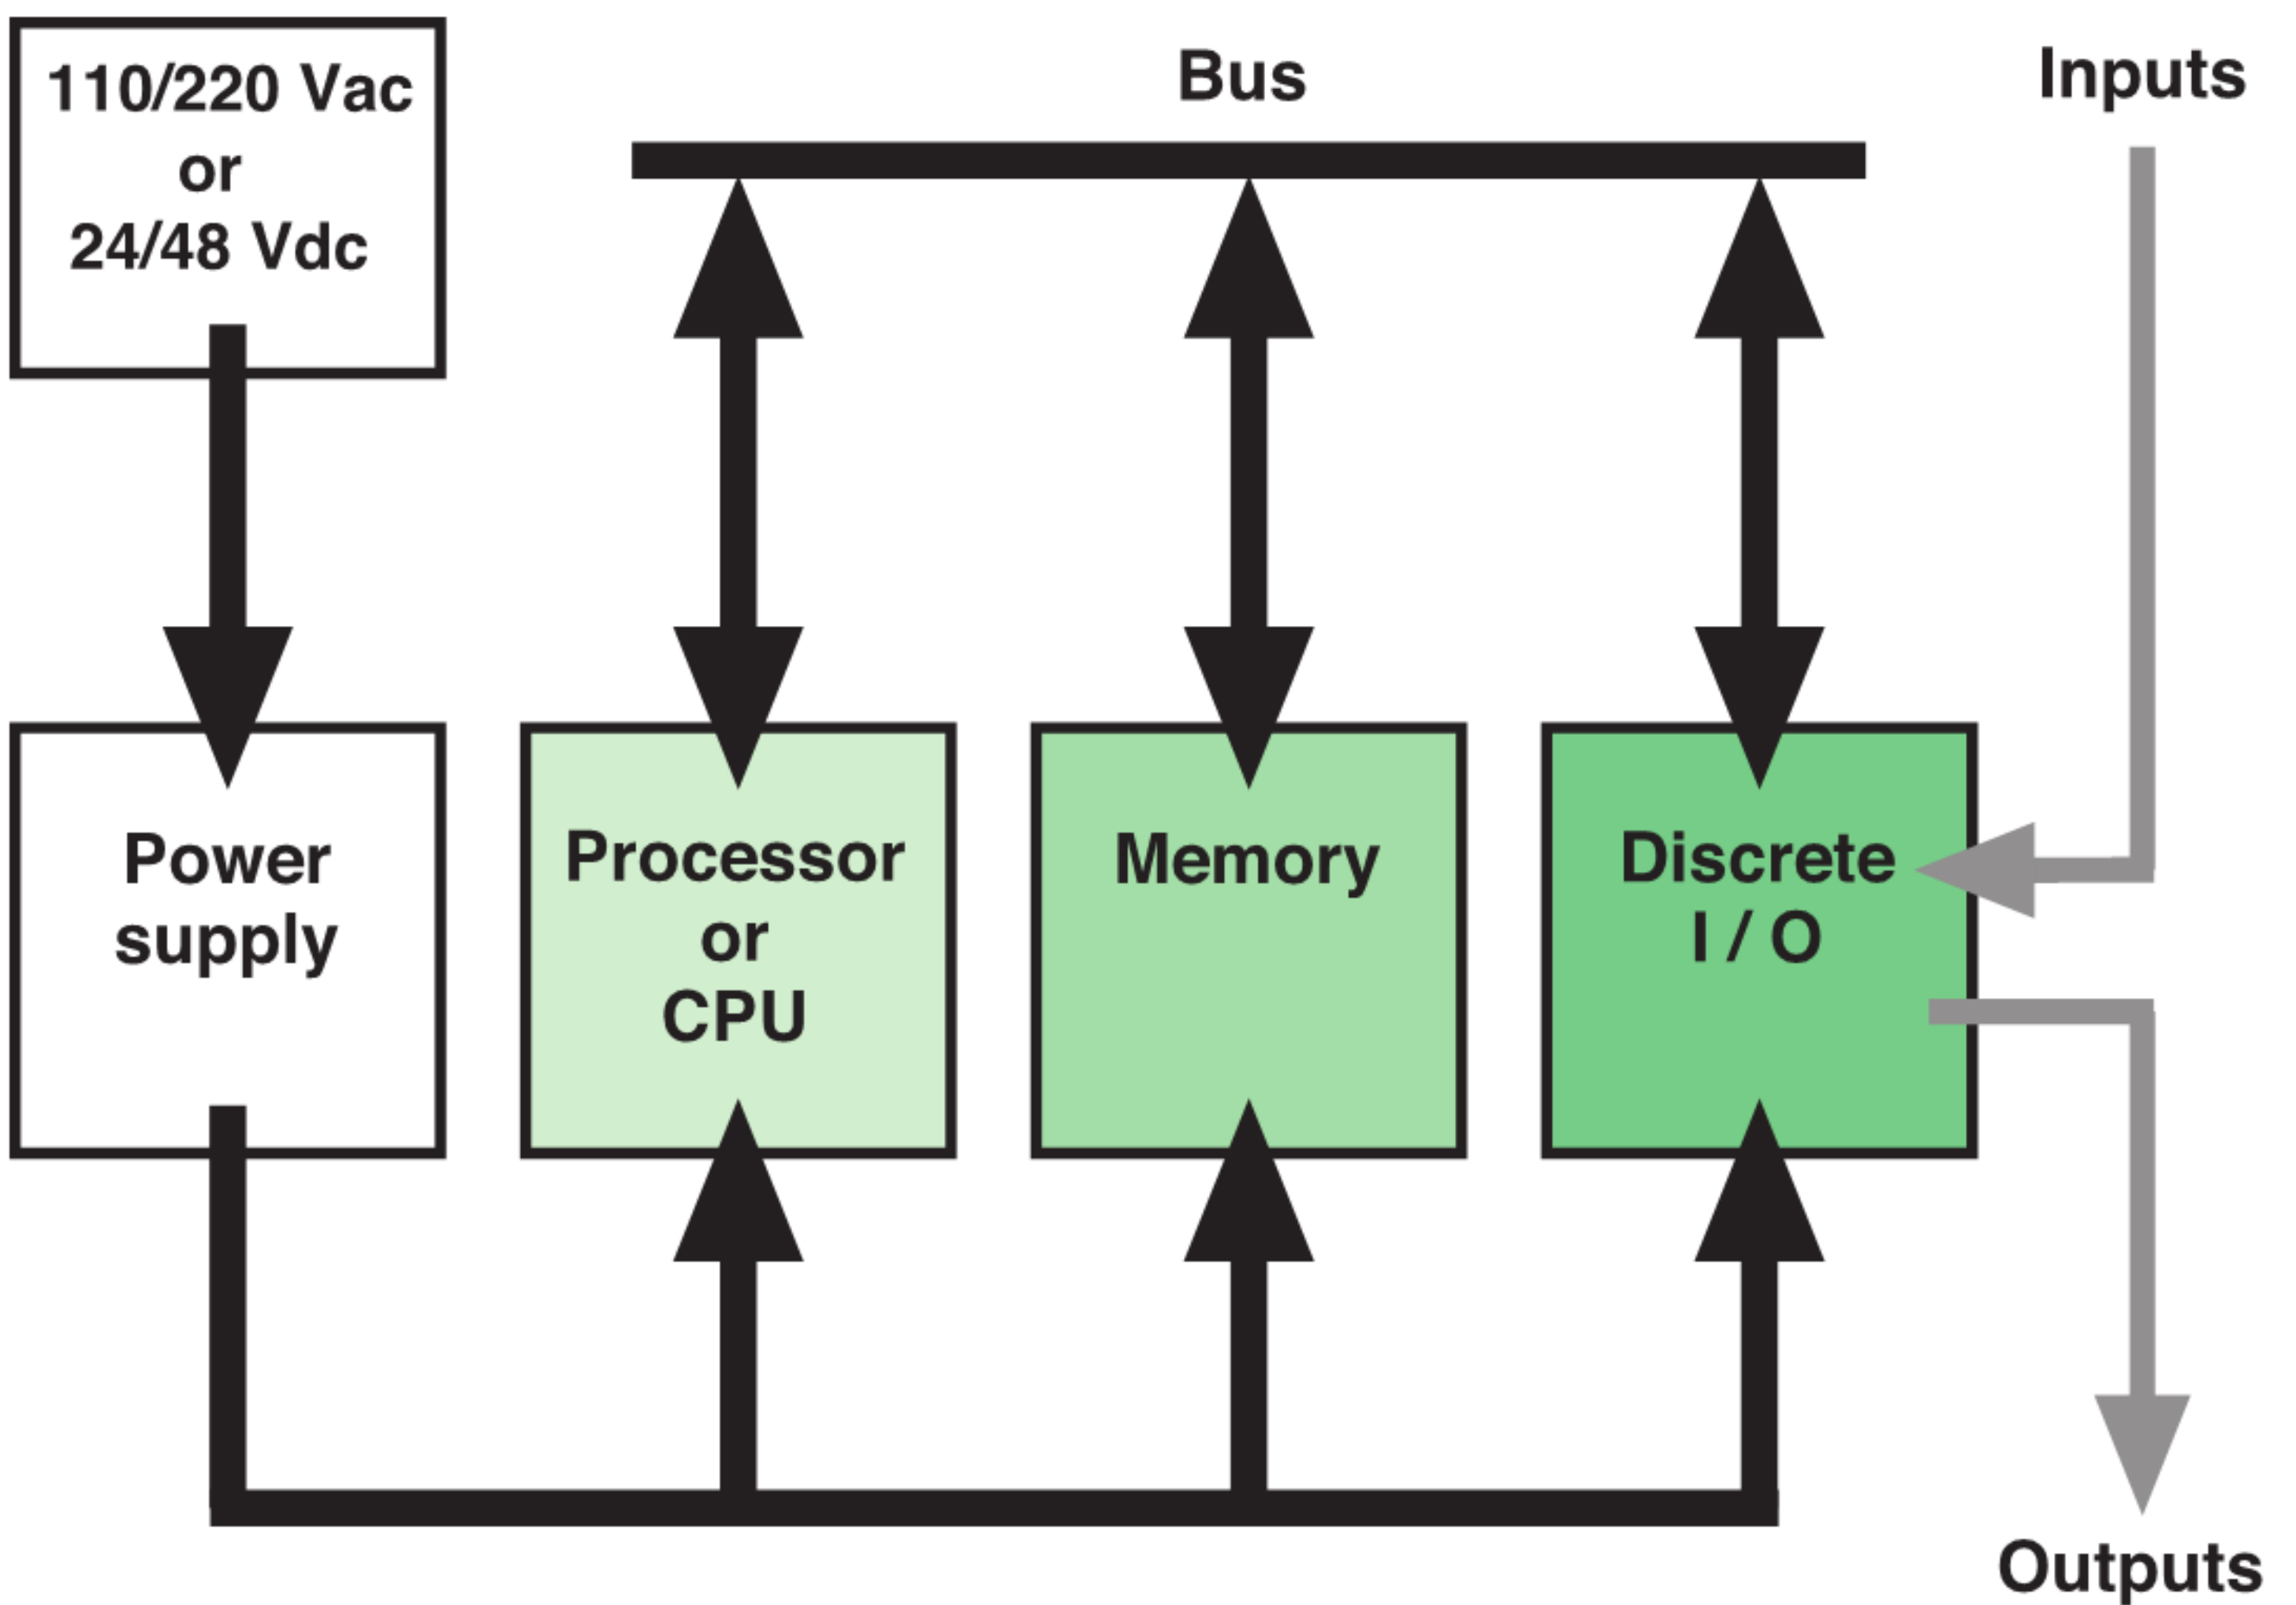 110/220 Vac
or
24/48 Vdc
Bus
Inputs
Power
supply
Processor
or
CPU
Memory
Discrete
I / O
Outputs